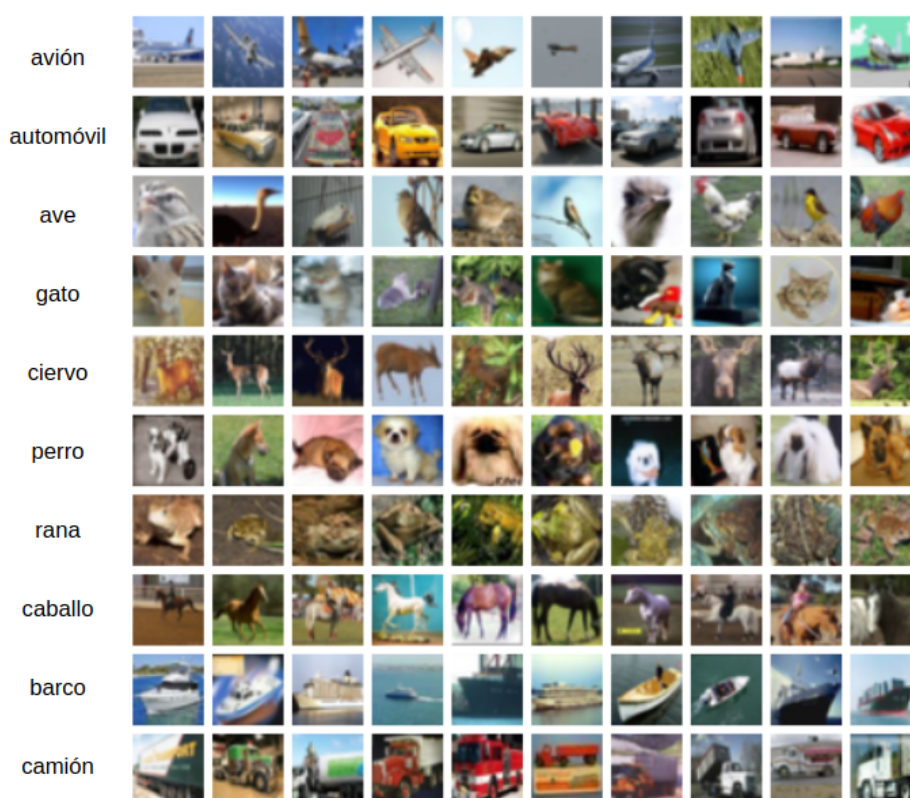 avión
automóvil
ave
gato
ciervo
perro
rana
caballo
barco
camión